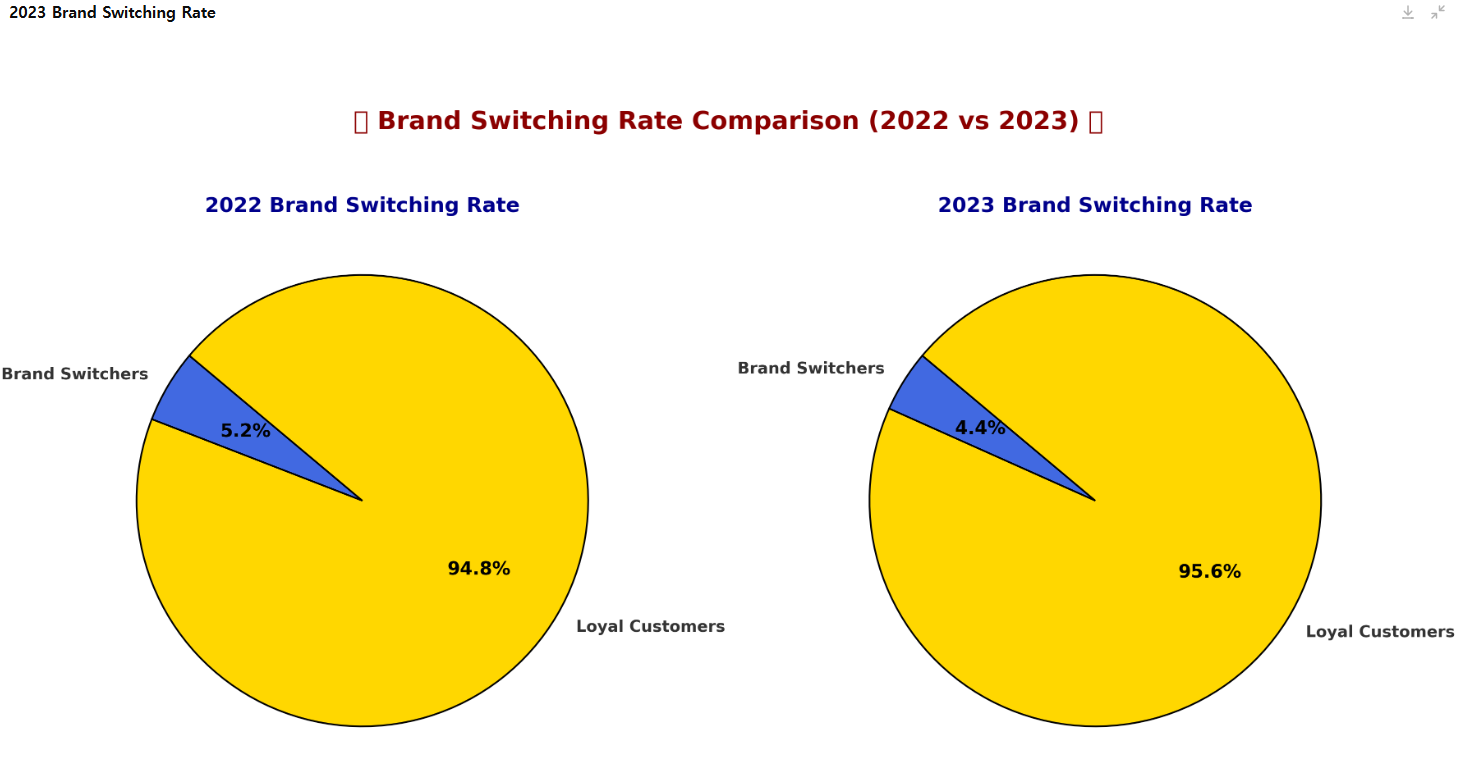 2023 Brand Switching Rate
Brand Switching Rate Comparison (2022 vs 2023)
2022 Brand Switching Rate
2023 Brand Switching Rate
Brand Switchers
5.2%
94.8%
Loyal Customers
Brand Switchers
4.4%
95.6%
Loyal Customers